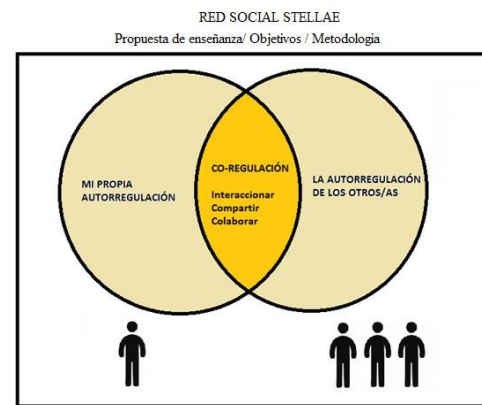 RED SOCIAL STELLAE
Propuesta de enseñanza/ Objetivos / Metodología
CO-REGULACIÓN
MI PROPIA
AUTORREGULACIÓN
Interaccionar
Compartir
Colaborar
LA AUTORREGULACIÓN
DE LOS OTROS/AS